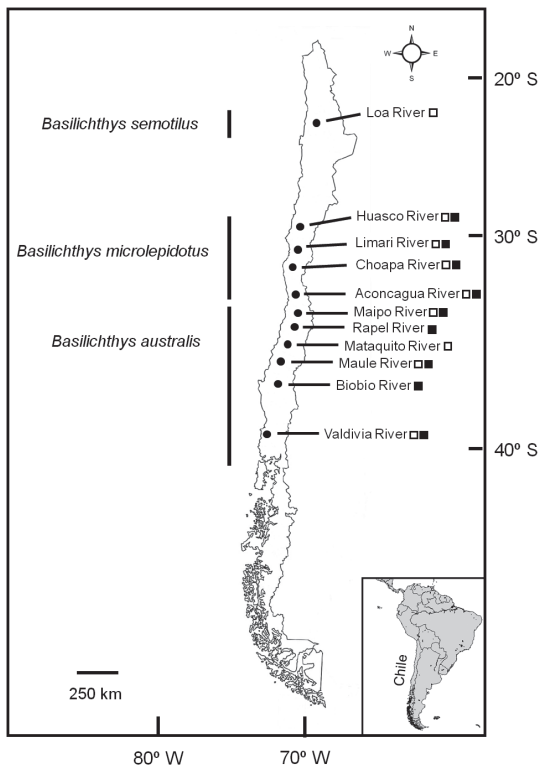 N
W E
S
20º S
Loa River □
Basilichthys semotilus
Huasco River □■
30º S
Limari River □■
Basilichthys microlepidotus
Choapa River □■
Aconcagua River □■
Maipo River □■
Rapel River ■
Basilichthys australis
Mataquito River □
Maule River □■
Biobio River ■
Valdivia River □■
40º S
Chile
250 km
80º W 70º W